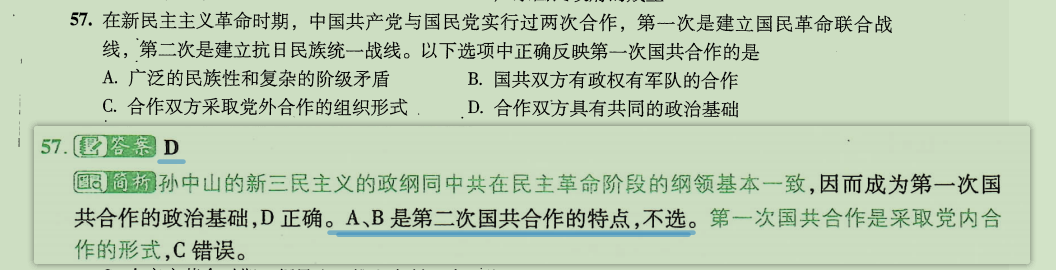 57. 在新民主主义革命时期，中国共产党与国民党实行过两次合作，第一次是建立国民革命联合战
线，第二次是建立抗日民族统一战线。以下选项中正确反映第一次国共合作的是
A. 广泛的民族性和复杂的阶级矛盾 B. 国共双方有政权有军队的合作
C. 合作双方采取党外合作的组织形式 D. 合作双方具有共同的政治基础
57. 答案 D
简析 孙中山的新三民主义的政纲同中共在民主革命阶段的纲领基本一致,因而成为第一次国
共合作的政治基础,D 正确。A、B 是第二次国共合作的特点,不选。第一次国共合作是采取党内合
作的形式,C 错误。